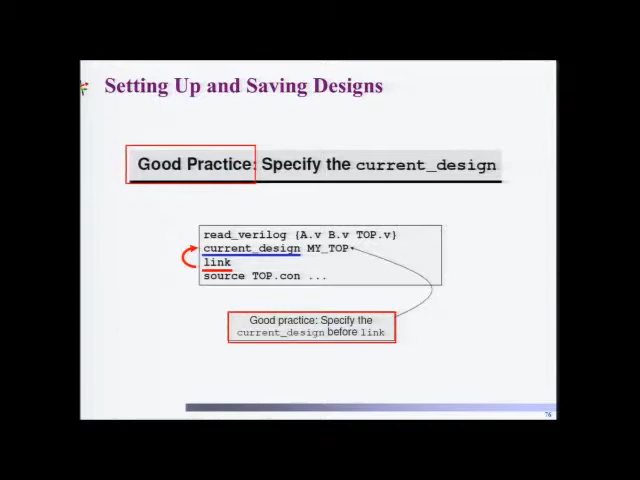 Setting Up and Saving Designs
Good Practice: Specify the current_design
read_verilog {A.v B.v TOP.v}
current_design MY_TOP
link
source TOP.con ...
Good practice: Specify the
current_design before link
76